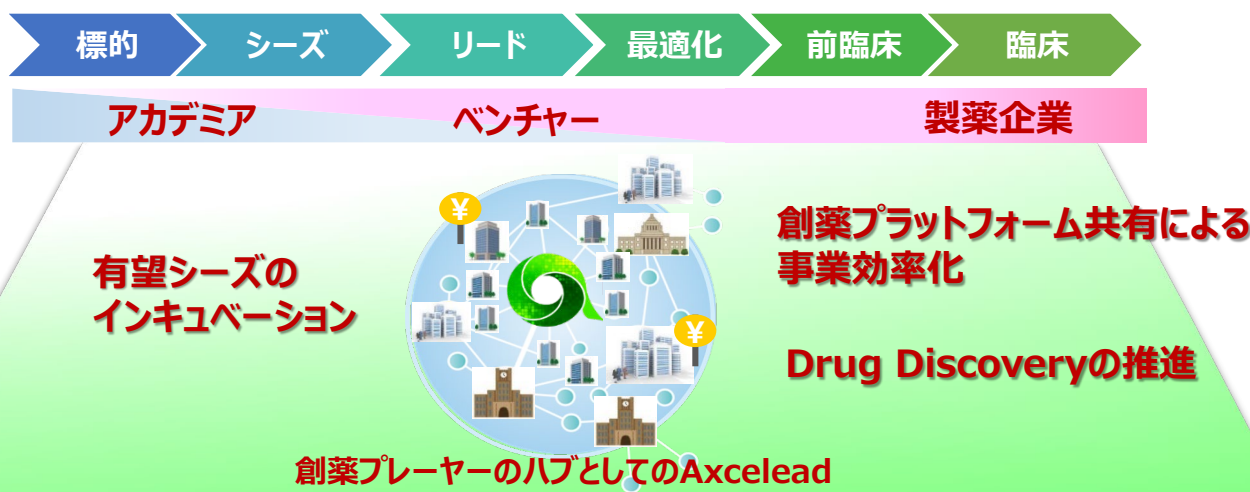 標的
シーズ
リード
最適化
前臨床
臨床
アカデミア
ベンチャー
製薬企業
¥
有望シーズの
インキュベーション
創薬プラットフォーム共有による
事業効率化
¥
Drug Discoveryの推進
創薬プレーヤーのハブとしてのAxcelead